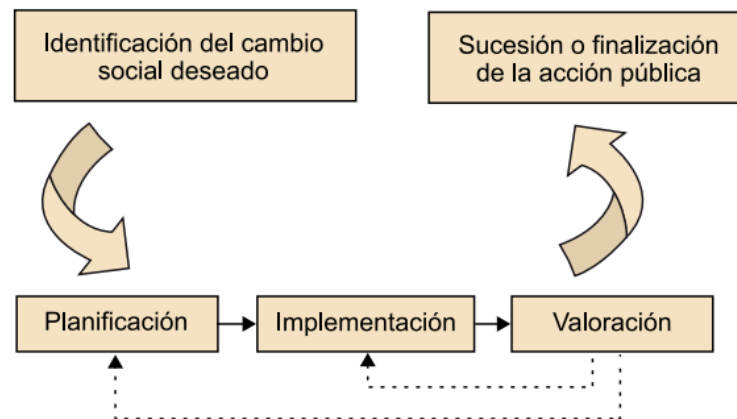 Identificación del cambio
social deseado
Sucesión o finalización
de la acción pública
Planificación
Implementación
Valoración